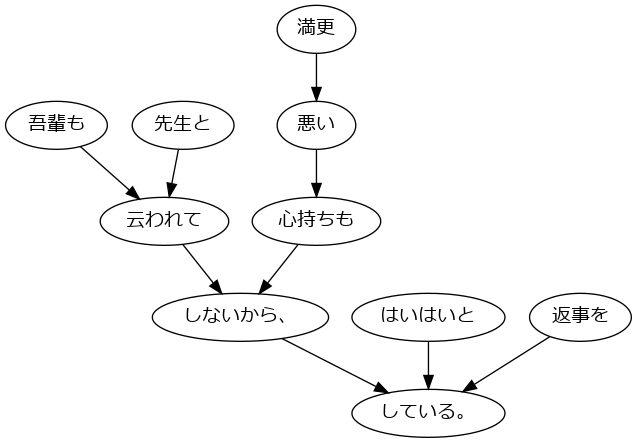 満更
吾輩も 先生と 悪い
云われて 心持ちも
しないから、 はいはいと 返事を
している。